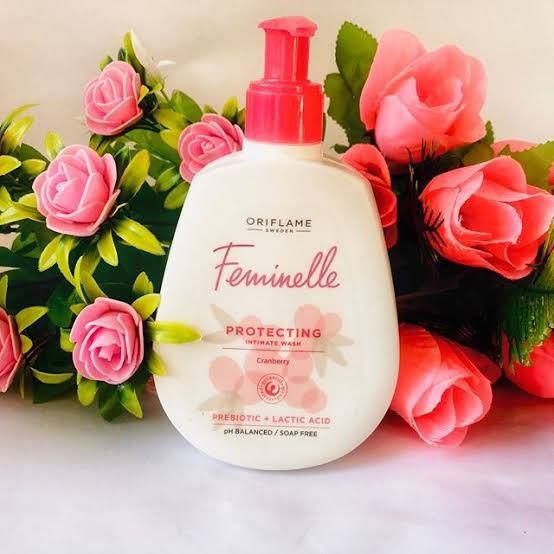 ORIFLAME
SWEDEN
Feminelle
PROTECTING
INTIMATE WASH
Cranberry
PREBIOTIC + LACTIC ACID
pH BALANCED / SOAP FREE